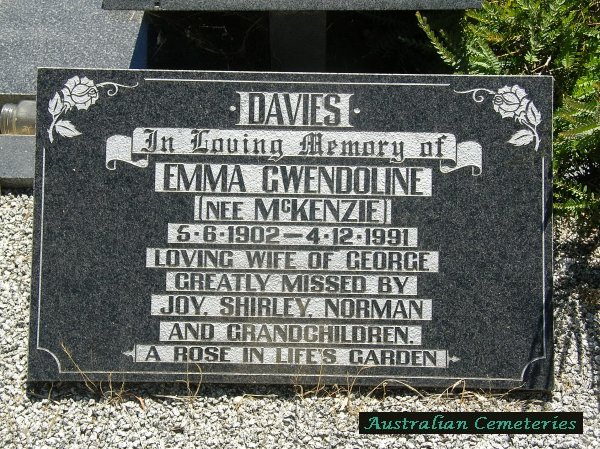 ·DAVIES·
In Loving Memory of
EMMA GWENDOLINE
(NEE McKENZIE)
5·6·1902—4·12·1991
LOVING WIFE OF GEORGE
GREATLY MISSED BY
JOY, SHIRLEY, NORMAN
AND GRANDCHILDREN.
A ROSE IN LIFE'S GARDEN
Australian Cemeteries